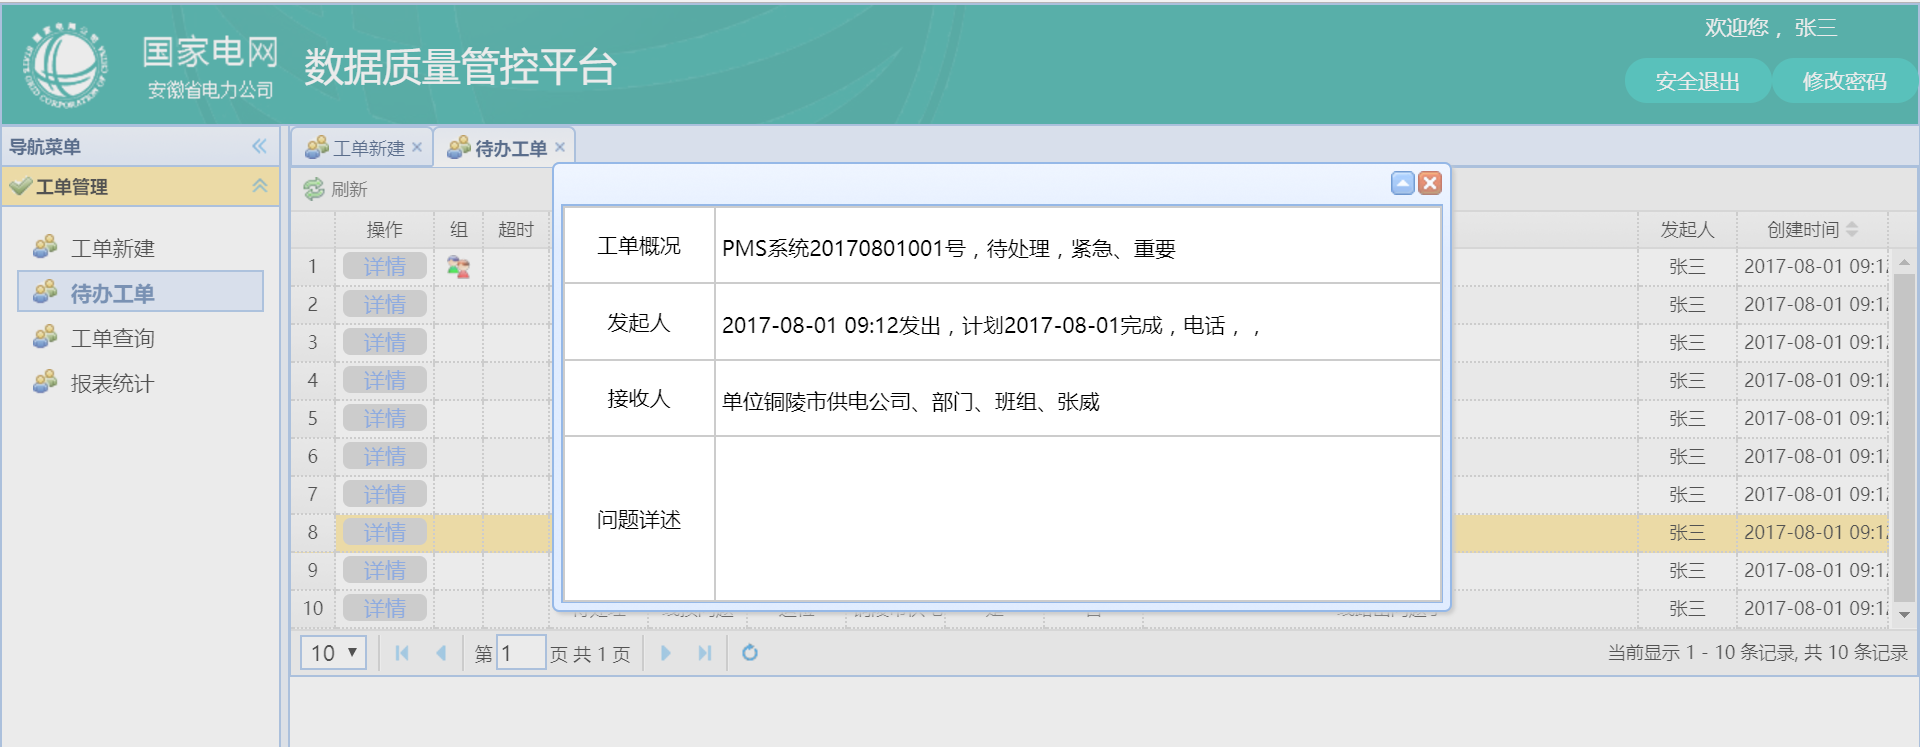 国家电网
安徽省电力公司
数据质量管控平台
欢迎您，张三
安全退出 修改密码
导航菜单
工单管理
工单新建
待办工单
工单查询
报表统计
工单新建 待办工单
刷新
操作 组 超时 发起人 创建时间
1 详情 张三 2017-08-01 09:1
2 详情 张三 2017-08-01 09:1
3 详情 张三 2017-08-01 09:1
4 详情 张三 2017-08-01 09:1
5 详情 张三 2017-08-01 09:1
6 详情 张三 2017-08-01 09:1
7 详情 张三 2017-08-01 09:1
8 详情 张三 2017-08-01 09:1
9 详情 张三 2017-08-01 09:1
10 详情 张三 2017-08-01 09:1
工单概况 PMS系统20170801001号，待处理，紧急、重要
发起人 2017-08-01 09:12发出，计划2017-08-01完成，电话，，
接收人 单位铜陵市供电公司、部门、班组、张威
问题详述
10 第 1 页 共 1 页
当前显示 1 - 10 条记录, 共 10 条记录